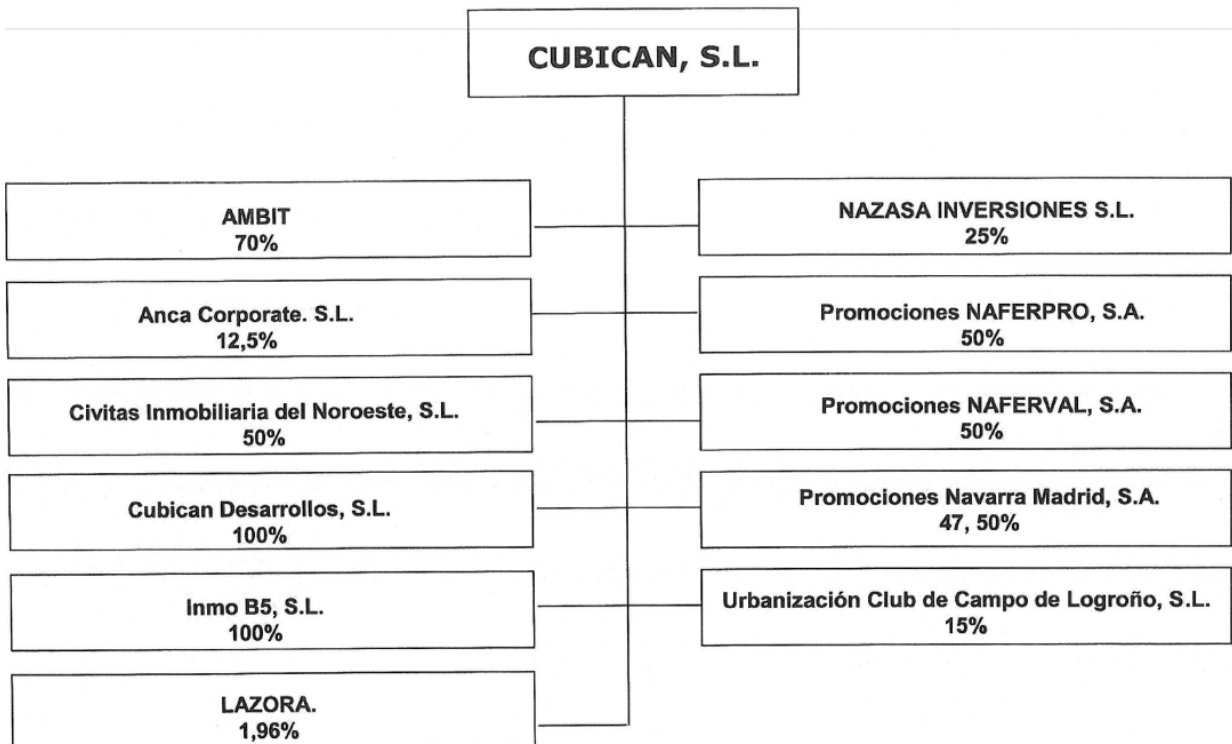 CUBICAN, S.L.
AMBIT
70%
NAZASA INVERSIONES S.L.
25%
Anca Corporate. S.L.
12,5%
Promociones NAFERPRO, S.A.
50%
Civitas Inmobiliaria del Noroeste, S.L.
50%
Promociones NAFERVAL, S.A.
50%
Cubican Desarrollos, S.L.
100%
Promociones Navarra Madrid, S.A.
47, 50%
Inmo B5, S.L.
100%
Urbanización Club de Campo de Logroño, S.L.
15%
LAZORA.
1,96%